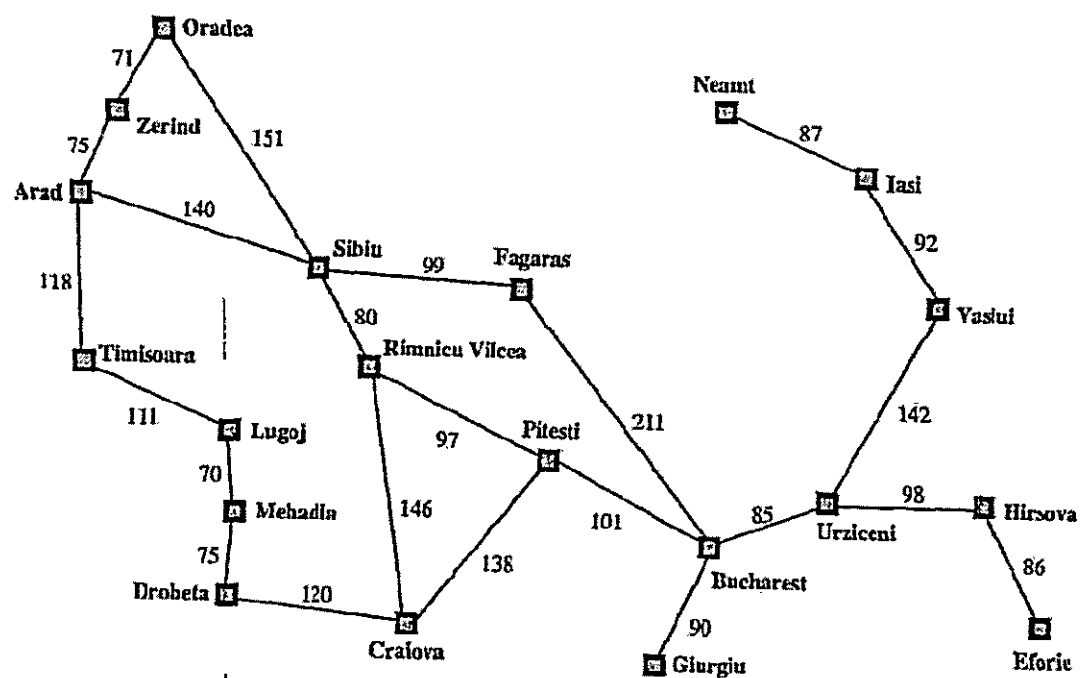 Oradea
71
Neamt
Zerind
87
75
151
Arad
Iasi
140
Sibiu
Fagaras
92
99
118
80
Vaslui
Timisoara
Rimnicu Vilcea
111
Lugoj
97
Pitesti
211
142
70
Mehadia
146
101
85
98
Hirsova
Urziceni
75
138
86
Bucharest
Drobeta
120
90
Craiova
Giurgiu
Eforie